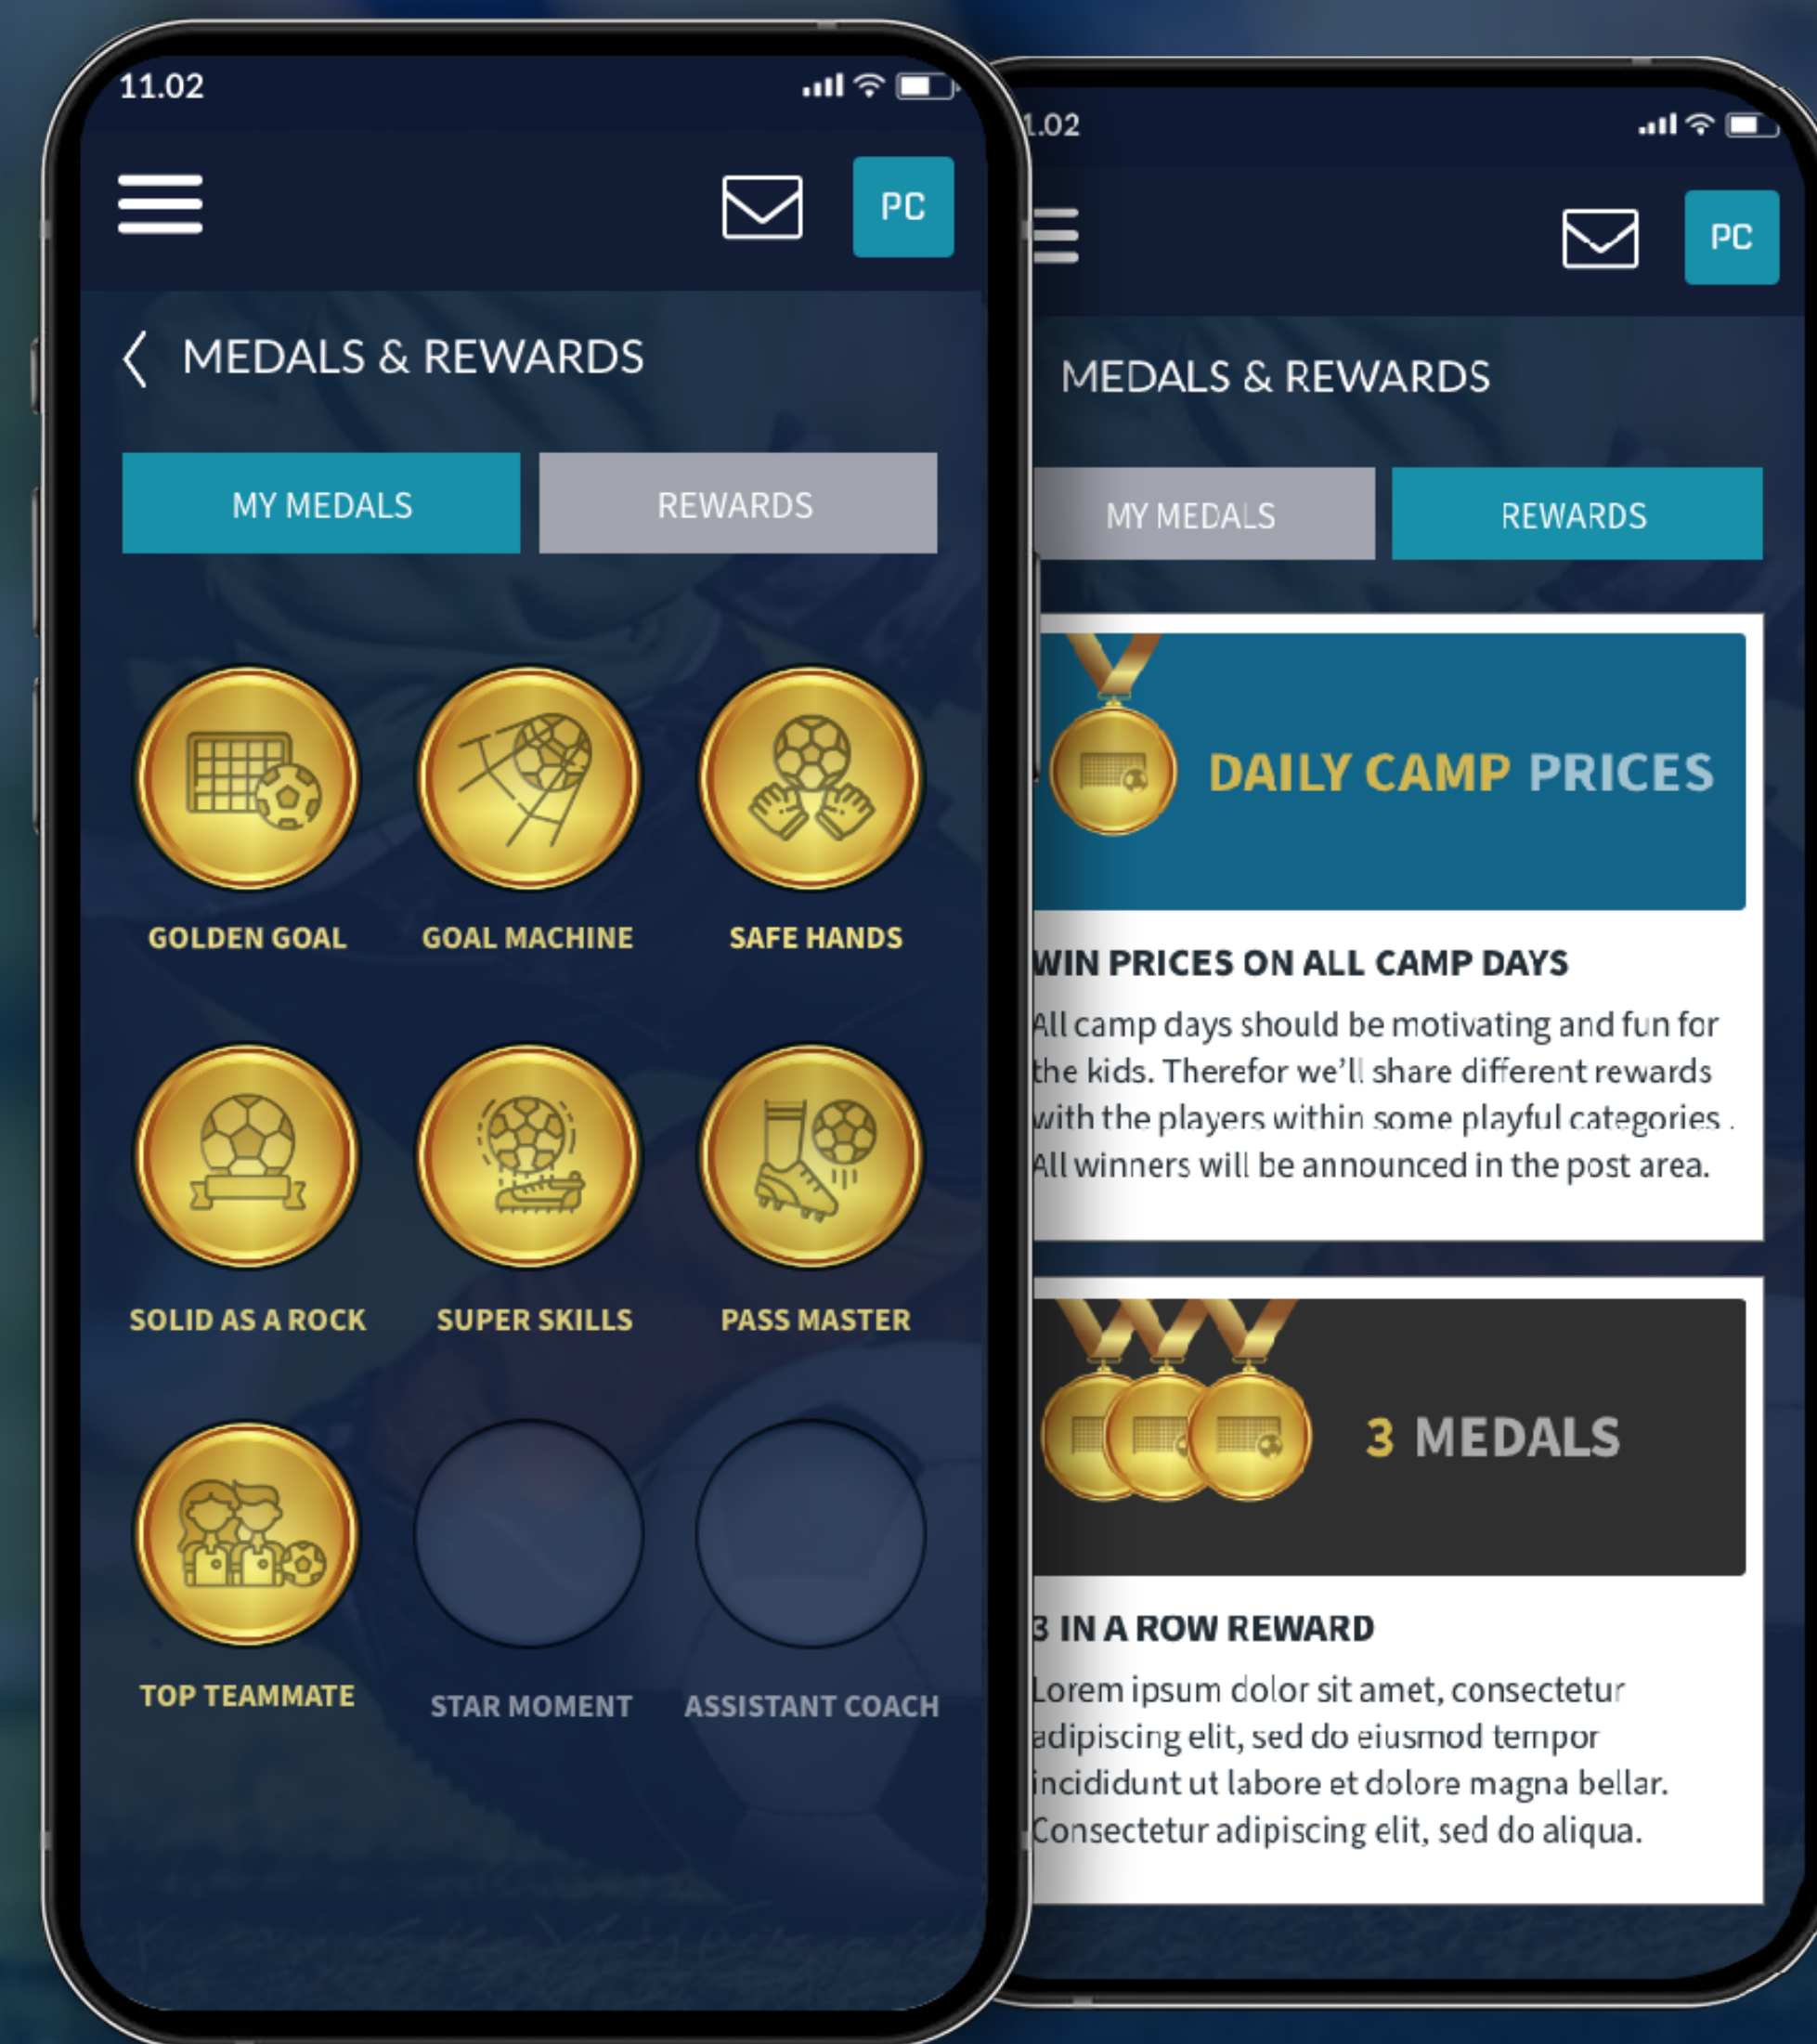 11.02
PC
MEDALS & REWARDS
MY MEDALS REWARDS
GOLDEN GOAL GOAL MACHINE SAFE HANDS
SOLID AS A ROCK SUPER SKILLS PASS MASTER
TOP TEAMMATE STAR MOMENT ASSISTANT COACH
1.02
PC
MEDALS & REWARDS
MY MEDALS REWARDS
DAILY CAMP PRICES
WIN PRICES ON ALL CAMP DAYS
All camp days should be motivating and fun for
the kids. Therefor we'll share different rewards
with the players within some playful categories .
All winners will be announced in the post area.
3 MEDALS
3 IN A ROW REWARD
Lorem ipsum dolor sit amet, consectetur
adipiscing elit, sed do eiusmod tempor
incididunt ut labore et dolore magna bellar.
Consectetur adipiscing elit, sed do aliqua.